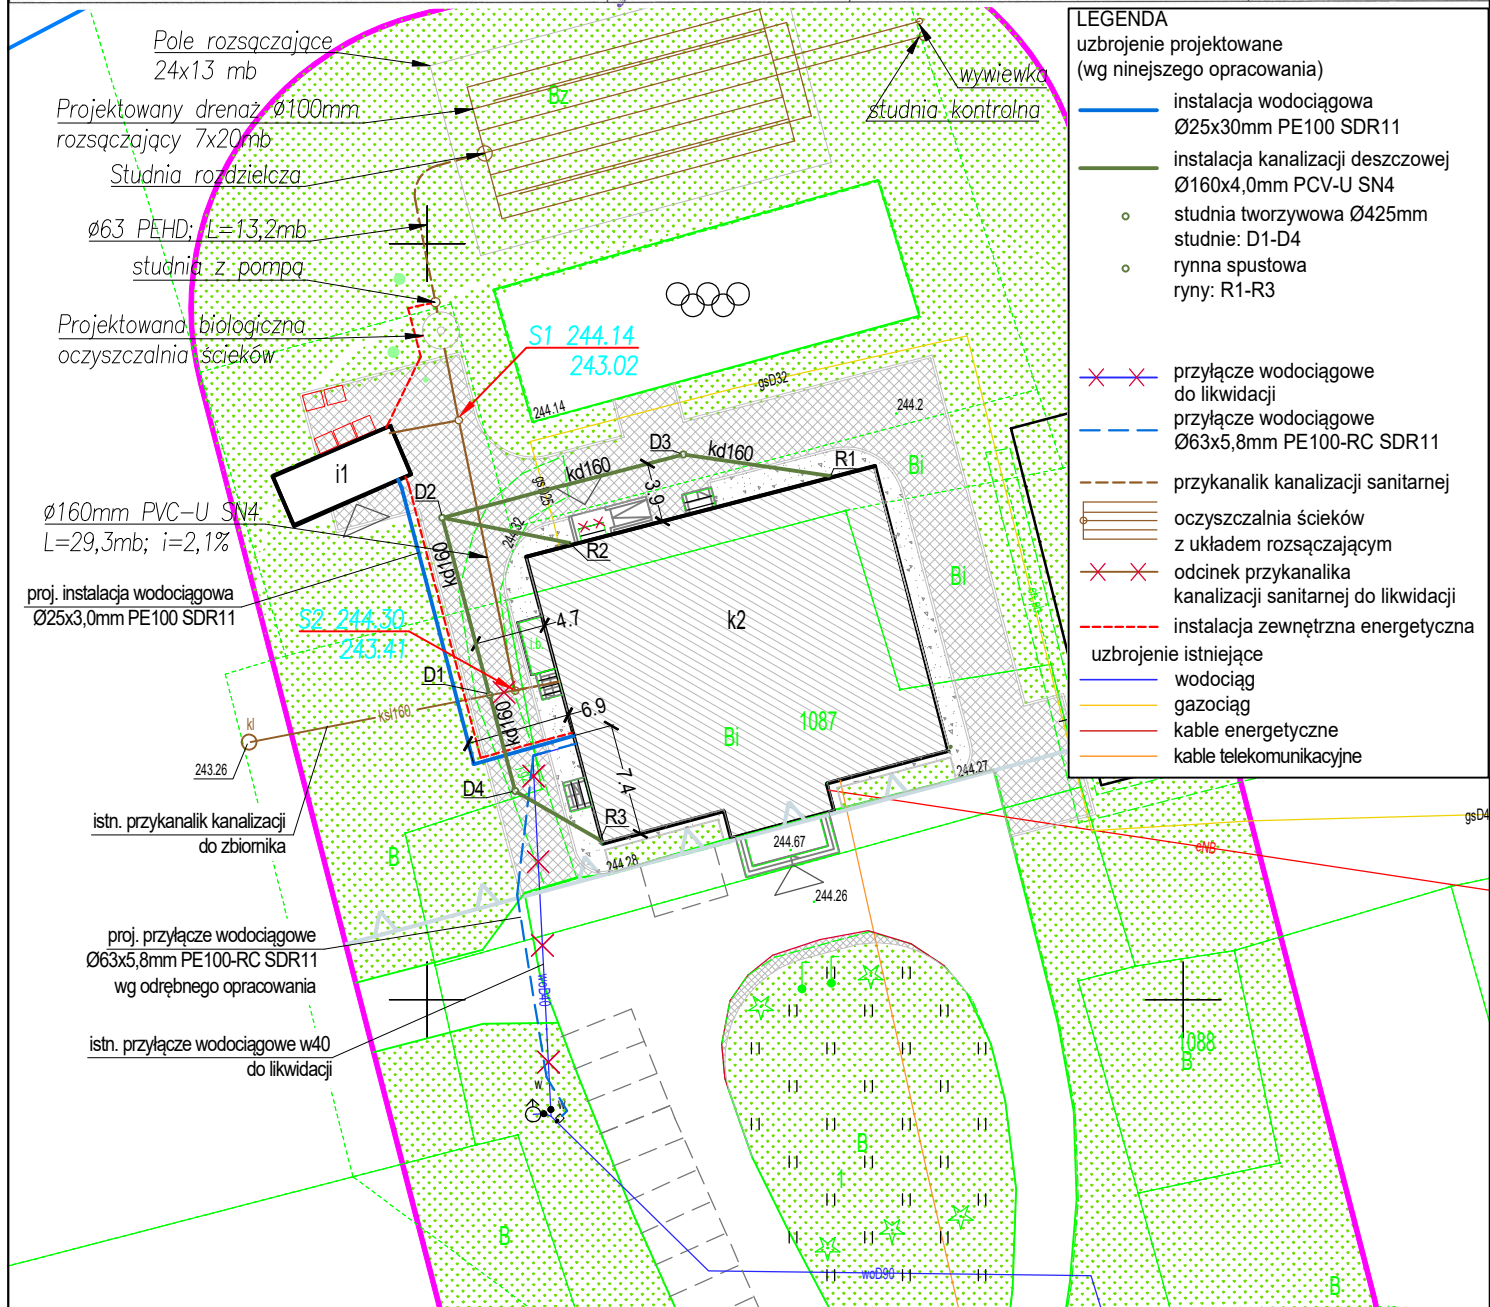 Pole rozsączające
24x13 mb
Projektowany drenaż Ø100mm
rozsączający 7x20mb
Studnia rozdzielcza
ø63 PEHD; L=13,2mb
studnia z pompą
Projektowana biologiczna
oczyszczalnia ścieków
Bz
wywiewka
studnia kontrolna
S1 244.14
243.02
gsD32
244.14
244.2
D3
kd160
kd160
R1
3.9
gsD25
i1
D2
Bi
ø160mm PVC-U SN4
L=29,3mb; i=2,1%
244.32
R2
kd160
Bi
proj. instalacja wodociągowa
Ø25x3,0mm PE100 SDR11
S2 244.30
243.41
4.7
k2
D1
kd160
6.9
ks160
kł
1087
Bi
243.26
7.4
D4
244.27
R3
istn. przykanalik kanalizacji
do zbiornika
B
244.28
244.67
244.26
eNB
gsD4
proj. przyłącze wodociągowe
Ø63x5,8mm PE100-RC SDR11
wg odrębnego opracowania
woD40
istn. przyłącze wodociągowe w40
do likwidacji
w
1088
B
B
B
woD90
B
LEGENDA
uzbrojenie projektowane
(wg ninejszego opracowania)
instalacja wodociągowa
Ø25x30mm PE100 SDR11
instalacja kanalizacji deszczowej
Ø160x4,0mm PCV-U SN4
studnia tworzywowa Ø425mm
studnie: D1-D4
rynna spustowa
ryny: R1-R3
przyłącze wodociągowe
do likwidacji
przyłącze wodociągowe
Ø63x5,8mm PE100-RC SDR11
przykanalik kanalizacji sanitarnej
oczyszczalnia ścieków
z układem rozsączającym
odcinek przykanalika
kanalizacji sanitarnej do likwidacji
instalacja zewnętrzna energetyczna
uzbrojenie istniejące
wodociąg
gazociąg
kable energetyczne
kable telekomunikacyjne